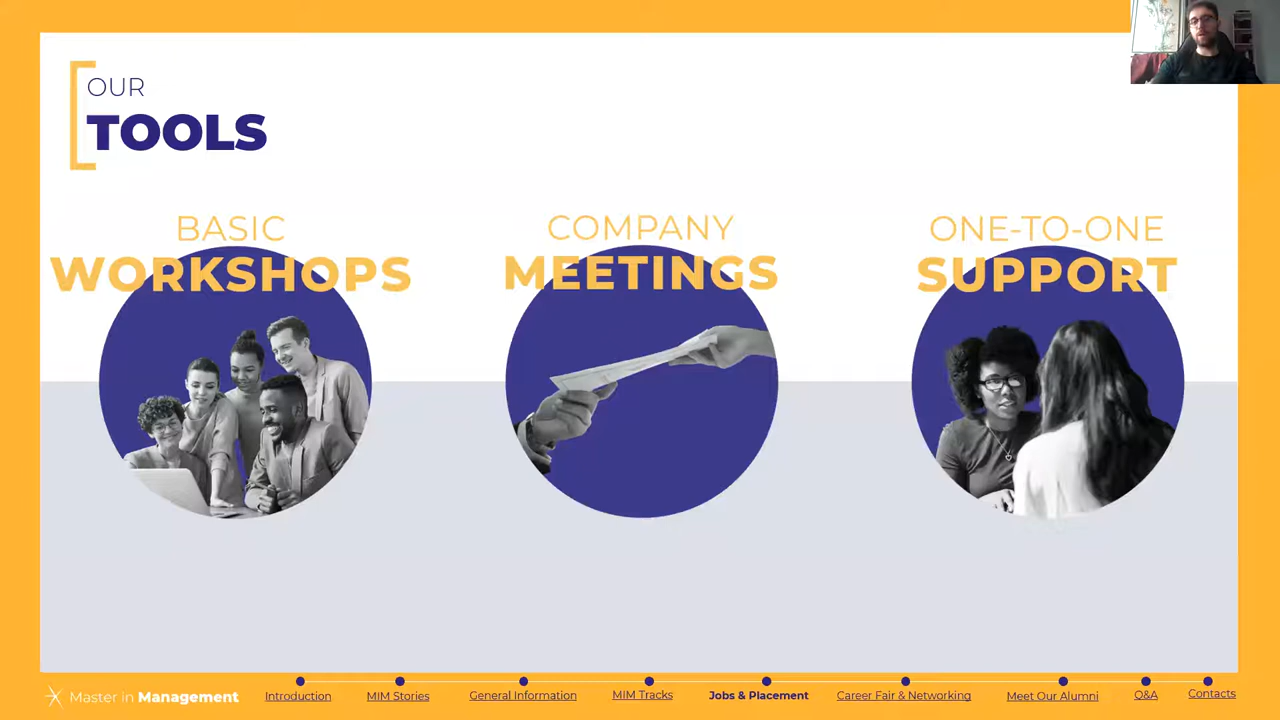 OUR
TOOLS
BASIC
WORKSHOPS
COMPANY
MEETINGS
ONE-TO-ONE
SUPPORT
Master in Management
Introduction
MIM Stories
General Information
MIM Tracks
Jobs & Placement
Career Fair & Networking
Meet Our Alumni
Q&A
Contacts